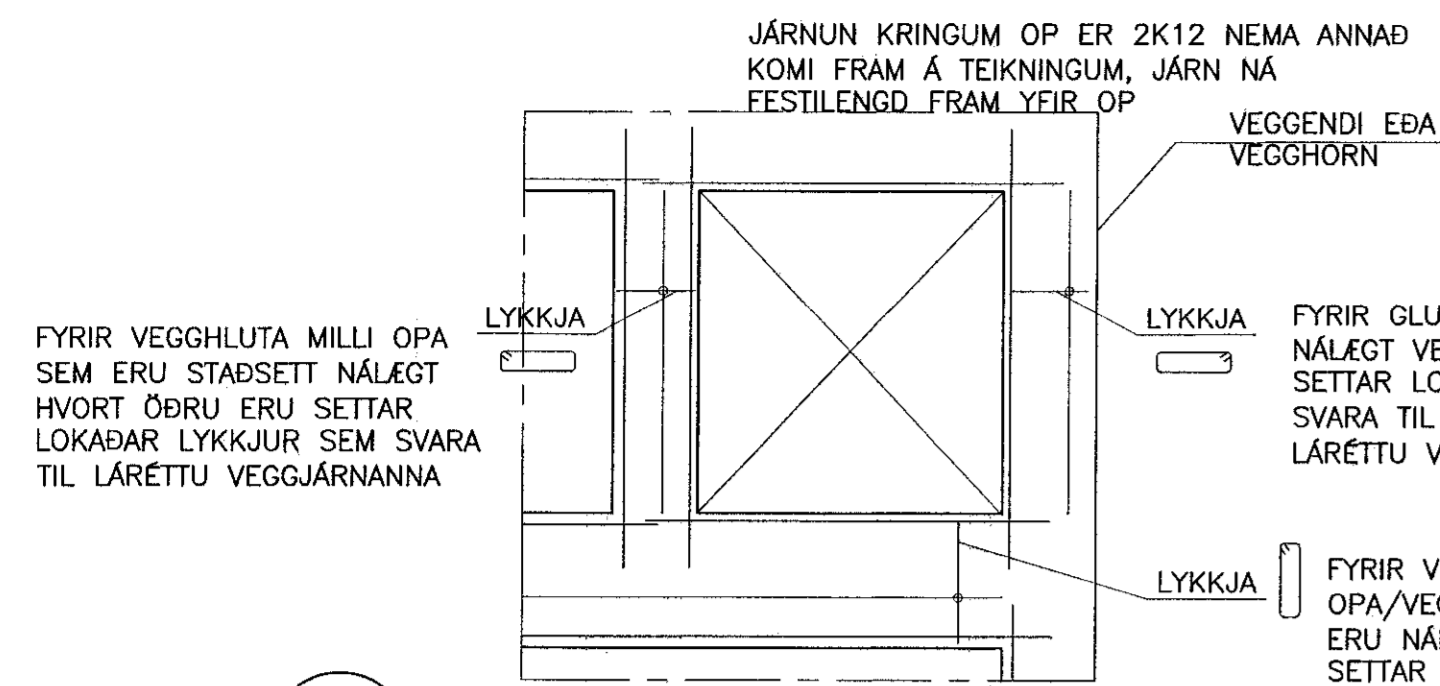 JÁRNUN KRINGUM OP ER 2K12 NEMA ANNAÐ
KOMI FRAM Á TEIKNINGUM, JÁRN NÁ
FESTILENGD FRAM YFIR OP
VEGGENDI EÐA
VEGGHORN
LYKKJA
FYRIR VEGGHLUTA MILLI OPA
SEM ERU STAÐSETT NÁLÆGT
HVORT ÖÐRU ERU SETTAR
LOKAÐAR LYKKJUR SEM SVARA
TIL LÁRÉTTU VEGGJÁRNANNA
LYKKJA
FYRIR GLU
NÁLÆGT VE
SETTAR LO
SVARA TIL
LÁRÉTTU V
LYKKJA
FYRIR V
OPA/VEG
ERU NÁL
SETTAR